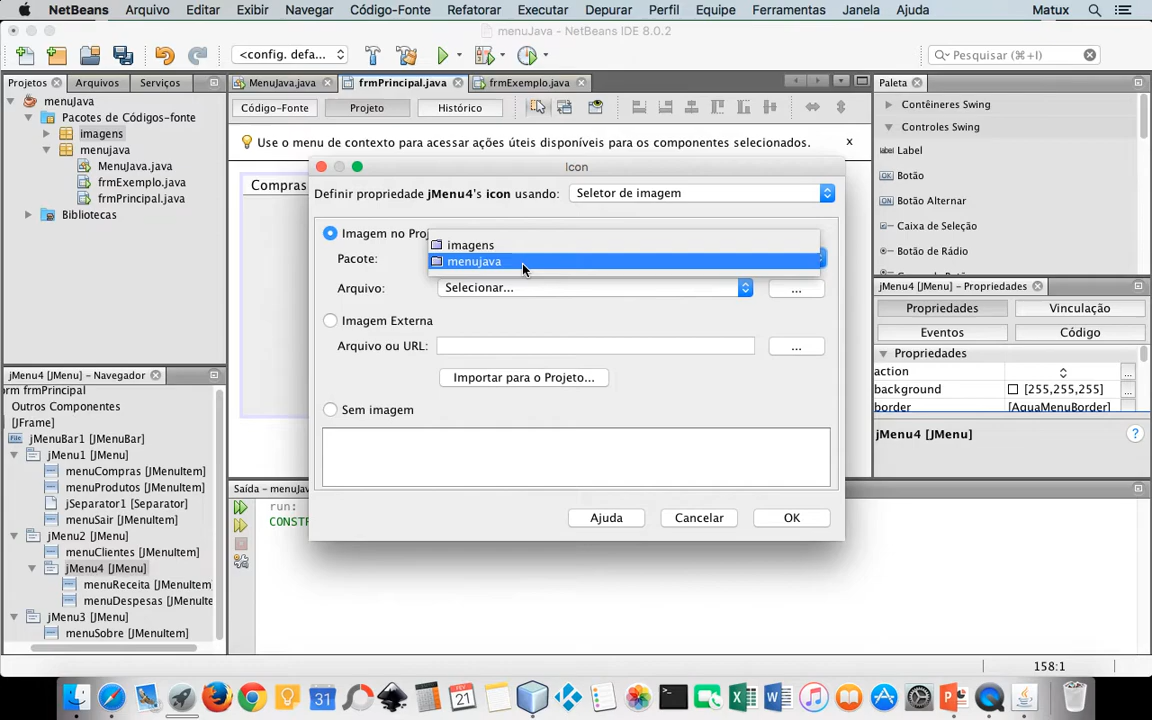 NetBeans Arquivo Editar Exibir Navegar Código-Fonte Refatorar Executar Depurar Perfil Equipe Ferramentas Janela Ajuda Matux
menuJava - NetBeans IDE 8.0.2
<config. defa... Pesquisar (⌘+I)
Projetos Arquivos Serviços MenuJava.java frmPrincipal.java frmExemplo.java Paleta
menuJava
Código-Fonte Projeto Histórico
Contêineres Swing
Pacotes de Códigos-fonte
Controles Swing
imagens
Use o menu de contexto para acessar ações úteis disponíveis para os componentes selecionados. x
Label
menujava
MenuJava.java
Icon
Botão
frmExemplo.java
Compras
Definir propriedade jMenu4's icon usando: Seletor de imagem
Botão Alternar
frmPrincipal.java
Bibliotecas
Caixa de Seleção
Imagem no Proj
imagens
Botão de Rádio
Pacote:
menujava
Arquivo: Selecionar... ...
jMenu4 [JMenu] - Propriedades
Propriedades Vinculação
Imagem Externa
Eventos Código
Arquivo ou URL: ...
Propriedades
action ...
Importar para o Projeto...
background [255,255,255] ...
border [AquaMenuBorder]
Sem imagem
jMenu4 [JMenu] ?
Ajuda Cancelar OK
jMenu4 [JMenu] - Navegador
orm frmPrincipal
Outros Componentes
[JFrame]
jMenuBar1 [JMenuBar]
jMenu1 [JMenu]
menuCompras [JMenuItem]
menuProdutos [JMenuItem]
jSeparator1 [Separator]
menuSair [JMenuItem]
jMenu2 [JMenu]
menuClientes [JMenuItem]
jMenu4 [JMenu]
menuReceita [JMenuItem
menuDespesas [JMenuIte
jMenu3 [JMenu]
menuSobre [JMenuItem]
Saída - menuJav
run:
CONSTR
158:1
FEV
21
31